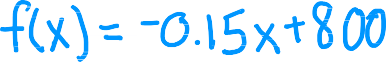 f(x) = -0.15x+800